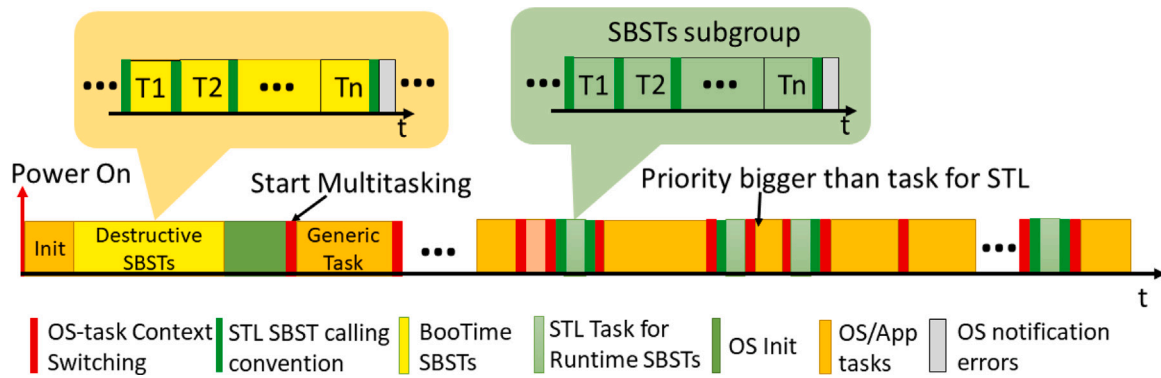 SBSTs subgroup
••• T1 T2 ••• Tn •••
t
••• T1 T2 ••• Tn
t
Power On
Start Multitasking
Priority bigger than task for STL
Init
Destructive
SBSTs
Generic
Task
•••
•••
t
OS-task Context
Switching
STL SBST calling
convention
BooTime
SBSTs
STL Task for
Runtime SBSTs
OS Init
OS/App
tasks
OS notification
errors